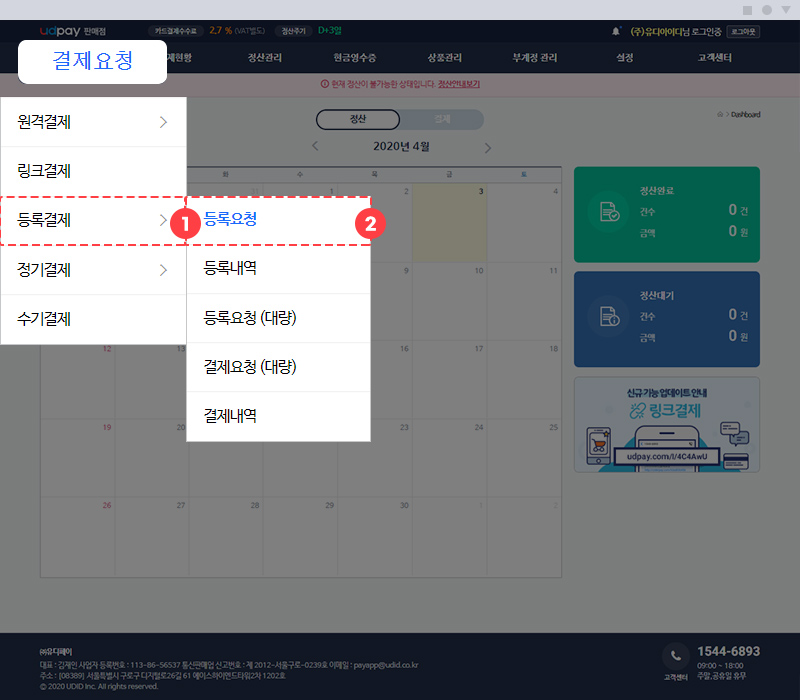 udpay 판매점 카드결제수수료 2.7 % (VAT별도) 정산주기 D+3일 (주)유디아이디님 로그인중 로그아웃
결제요청 정산관리 현금영수증 상품관리 부계정 관리 설정 고객센터
현재 정산이 불가능한 상태입니다. 정산안내보기
정산 결제
> Dashboard
2020년 4월
원격결제
링크결제
등록결제
정기결제
수기결제
1
등록요청
2
등록내역
등록요청 (대량)
결제요청 (대량)
결제내역
화 수 목 금 토
1 2 3 4
9 10 11
12 13 16 17 18
19 20 23 24 25
26 27 28 29 30 1 2
정산완료
건수 0 건
금액 0 원
정산대기
건수 0 건
금액 0 원
신규 기능 업데이트 안내
링크결제
udpay.com/l/4C4AwU
㈜유디페이
대표 : 김재인 사업자 등록번호 : 113-86-56537 통신판매업 신고번호 : 제 2012-서울구로-0239호 이메일 : payapp@udid.co.kr
주소 : [08389] 서울특별시 구로구 디지털로26길 61 에이스하이엔드타워2차 1202호
© 2020 UDID Inc. All rights reserved.
고객센터
1544-6893
09:00 ~ 18:00
주말,공휴일 휴무